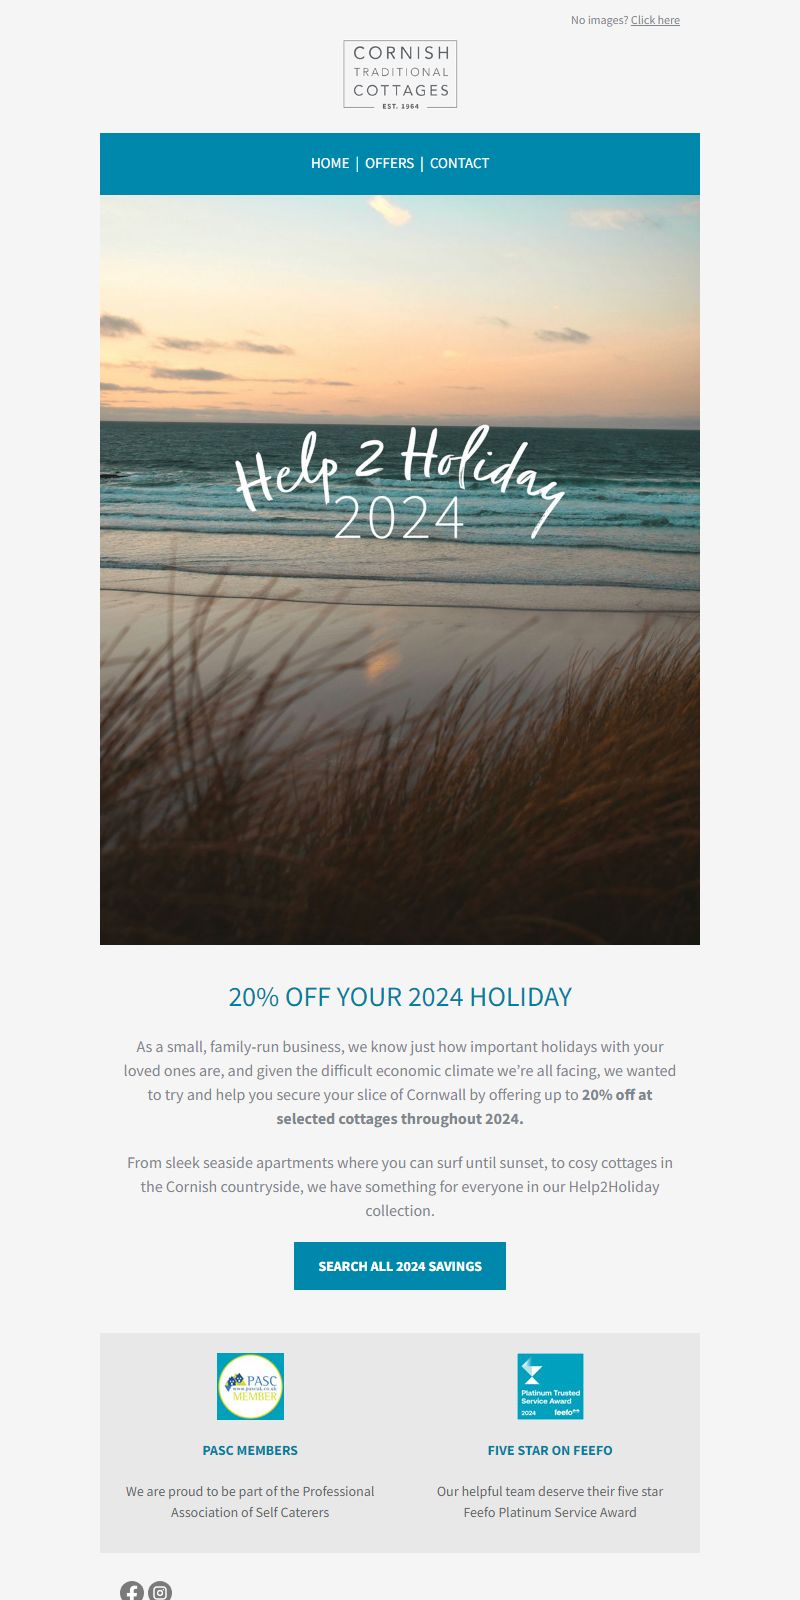 No images? Click here
CORNISH
TRADITIONAL
COTTAGES
EST. 1964
HOME | OFFERS | CONTACT
Help 2 Holiday
2024
20% OFF YOUR 2024 HOLIDAY
As a small, family-run business, we know just how important holidays with your
loved ones are, and given the difficult economic climate we’re all facing, we wanted
to try and help you secure your slice of Cornwall by offering up to 20% off at
selected cottages throughout 2024.
From sleek seaside apartments where you can surf until sunset, to cosy cottages in
the Cornish countryside, we have something for everyone in our Help2Holiday
collection.
SEARCH ALL 2024 SAVINGS
PASC
www.pascuk.co.uk
MEMBER
Platinum Trusted
Service Award
2024 feefo
PASC MEMBERS
FIVE STAR ON FEEFO
We are proud to be part of the Professional
Association of Self Caterers
Our helpful team deserve their five star
Feefo Platinum Service Award